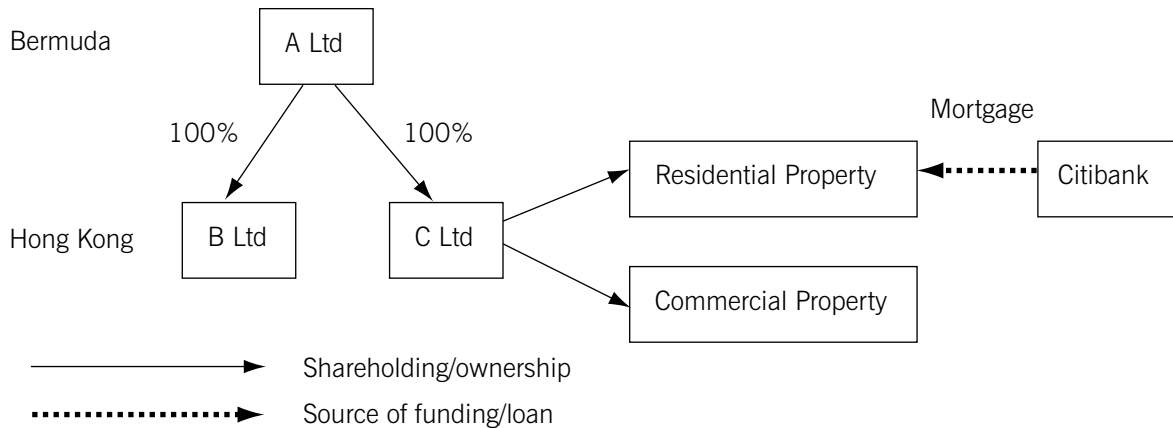 Bermuda
A Ltd
100%
100%
Mortgage
Residential Property
Citibank
Hong Kong
B Ltd
C Ltd
Commercial Property
Shareholding/ownership
Source of funding/loan